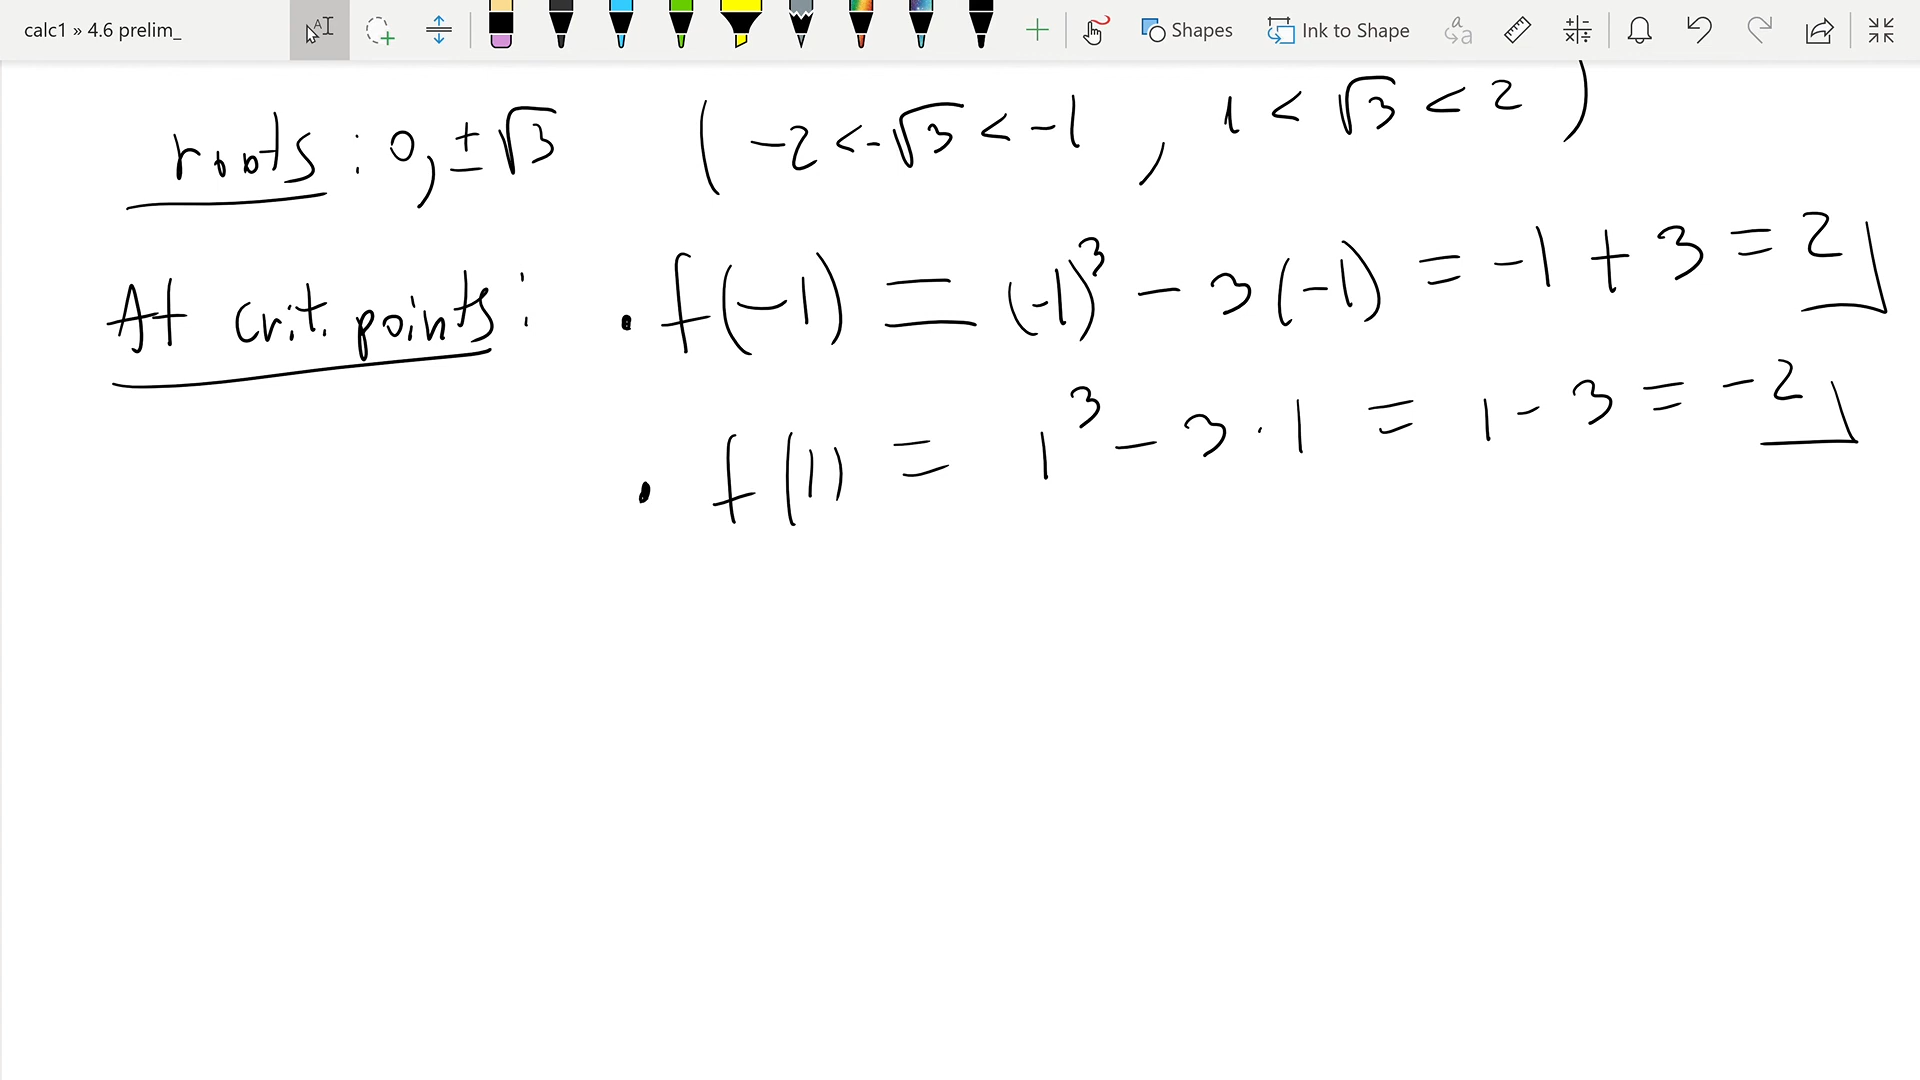 calc1 » 4.6 prelim_
Shapes
Ink to Shape
roots : 0, ±√3 ( -2 < -√3 < -1 , 1 < √3 < 2 )
At crit. points : • f(-1) = (-1)³ - 3(-1) = -1 + 3 = 2
• f(1) = 1³ - 3 · 1 = 1 - 3 = -2